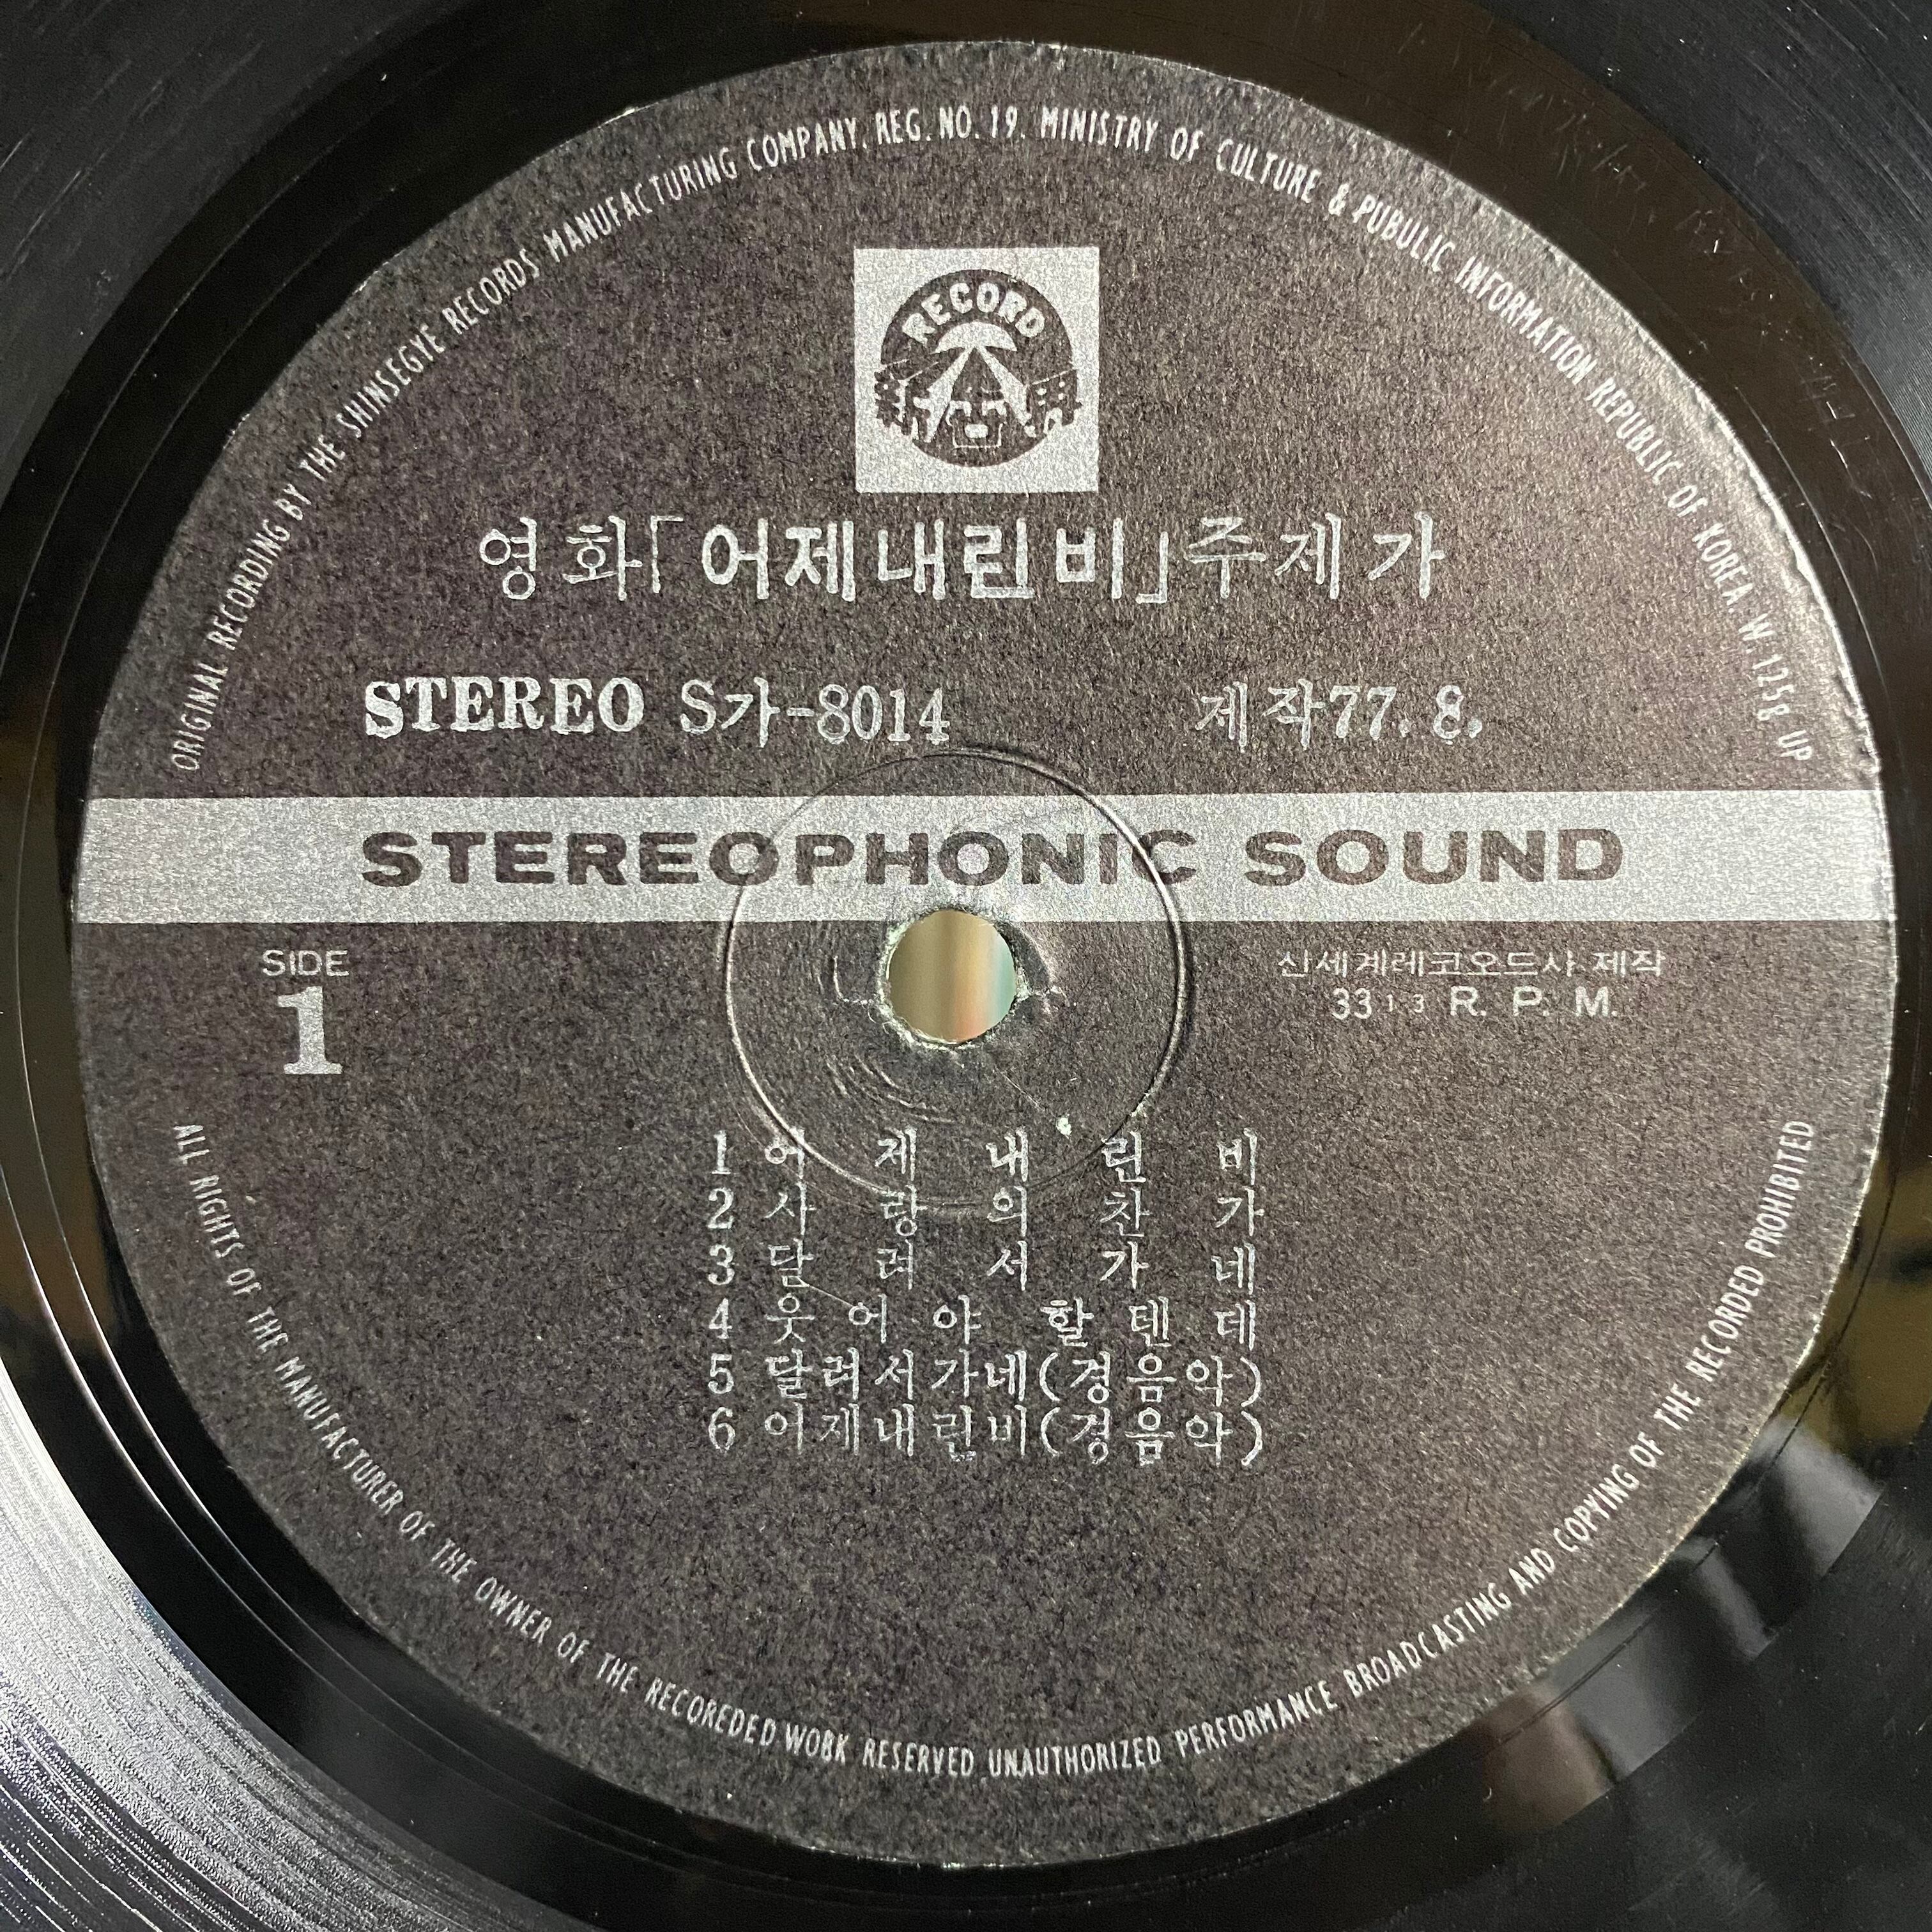 ORIGINAL RECORDING BY THE SHINSEGYE RECORDS MANUFACTURING COMPANY. REG. NO. 19. MINISTRY OF CULTURE & PUBULIC INFORMATION REPUBLIC OF KOREA. W. 1258 UP
RECORD
신세계
영화「어제내린비」주제가
STEREO S가-8014 제작77. 8.
STEREOPHONIC SOUND
SIDE
1
신세계레코오드사 제작
33 1 3 R. P. M.
1 어제내린비
2 사랑의찬가
3 달려서가네
4 웃어야 할텐데
5 달려서가네(경음악)
6 어제내린비(경음악)
ALL RIGHTS OF THE MANUFACTURER OF THE OWNER OF THE RECOREDED WOBK RESERVED UNAUTHORIZED PERFORMANCE BROADCASTING AND COPYING OF THE RECORDED PROHIBITED